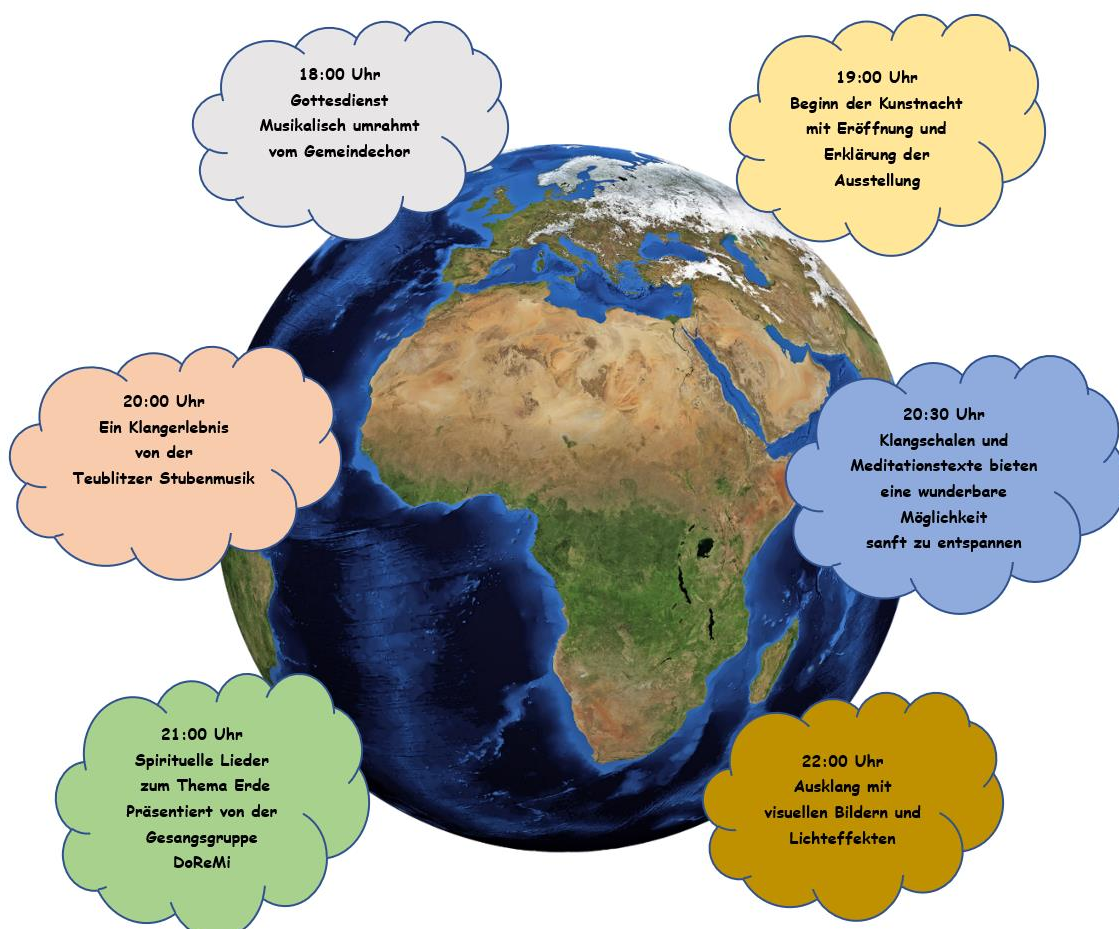 18:00 Uhr
Gottesdienst
Musikalisch umrahmt
vom Gemeindechor
19:00 Uhr
Beginn der Kunstnacht
mit Eröffnung und
Erklärung der
Ausstellung
20:00 Uhr
Ein Klangerlebnis
von der
Teublitzer Stubenmusik
20:30 Uhr
Klangschalen und
Meditationstexte bieten
eine wunderbare
Möglichkeit
sanft zu entspannen
21:00 Uhr
Spirituelle Lieder
zum Thema Erde
Präsentiert von der
Gesangsgruppe
DoReMi
22:00 Uhr
Ausklang mit
visuellen Bildern und
Lichteffekten